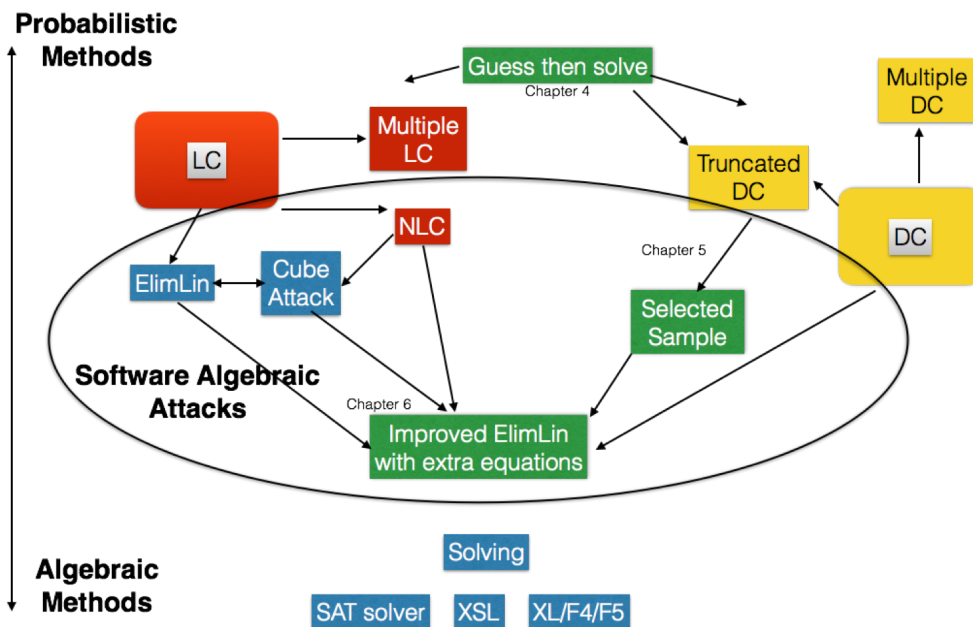 Probabilistic
Methods
Guess then solve
Chapter 4
Multiple
DC
LC
Multiple
LC
Truncated
DC
NLC
DC
Chapter 5
ElimLin
Cube
Attack
Selected
Sample
Software Algebraic
Attacks
Chapter 6
Improved ElimLin
with extra equations
Solving
Algebraic
Methods
SAT solver
XSL
XL/F4/F5